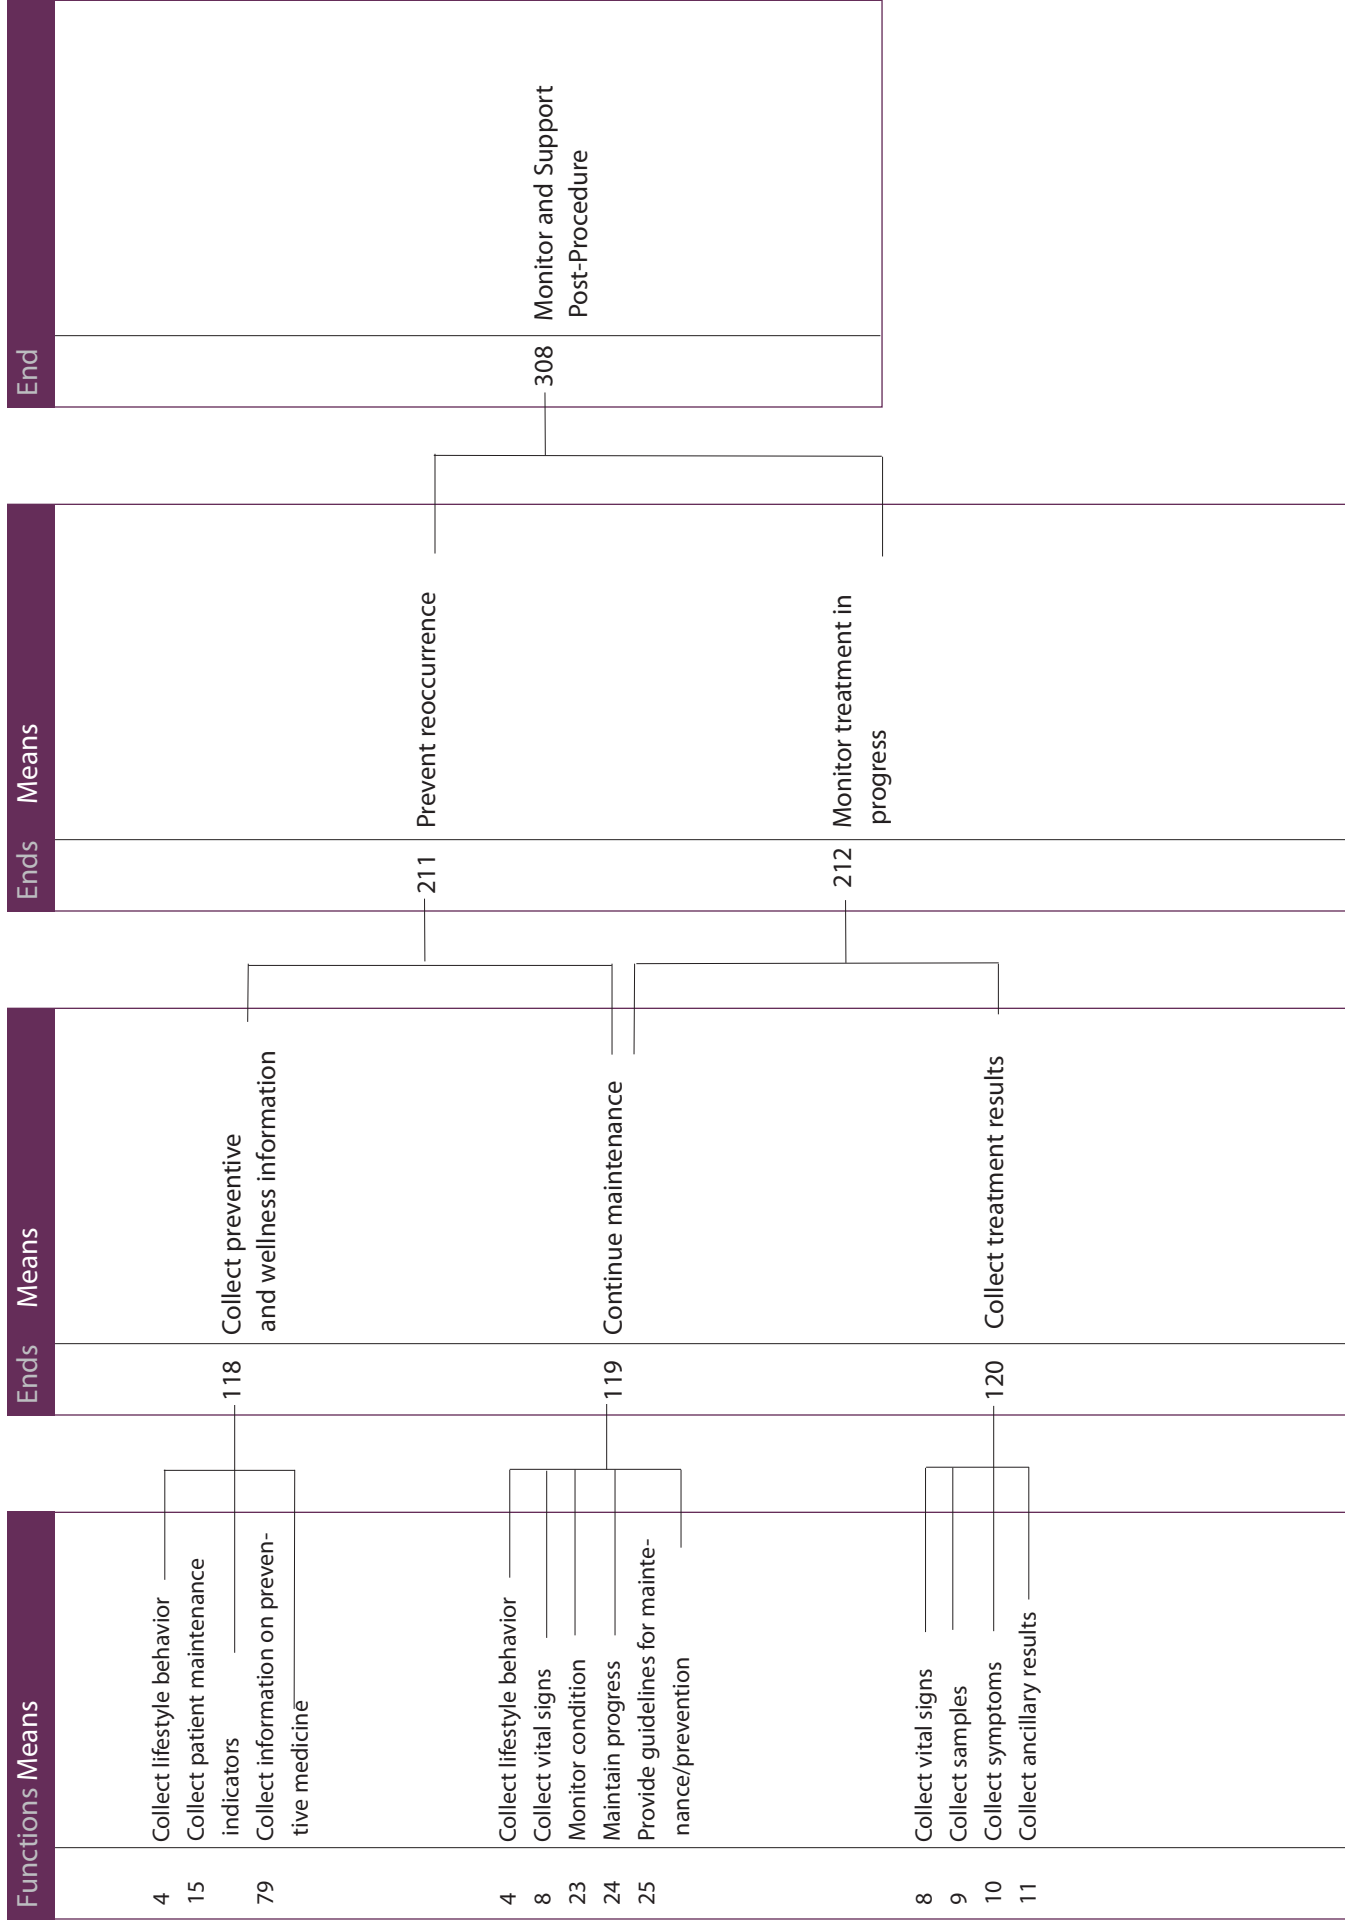 Functions Means
4 Collect lifestyle behavior
15 Collect patient maintenance
indicators
79 Collect information on preven-
tive medicine
4 Collect lifestyle behavior
8 Collect vital signs
23 Monitor condition
24 Maintain progress
25 Provide guidelines for mainte-
nance/prevention
8 Collect vital signs
9 Collect samples
10 Collect symptoms
11 Collect ancillary results
Ends Means
118 Collect preventive
and wellness information
119 Continue maintenance
120 Collect treatment results
Ends Means
211 Prevent reoccurrence
212 Monitor treatment in
progress
End
308 Monitor and Support
Post-Procedure